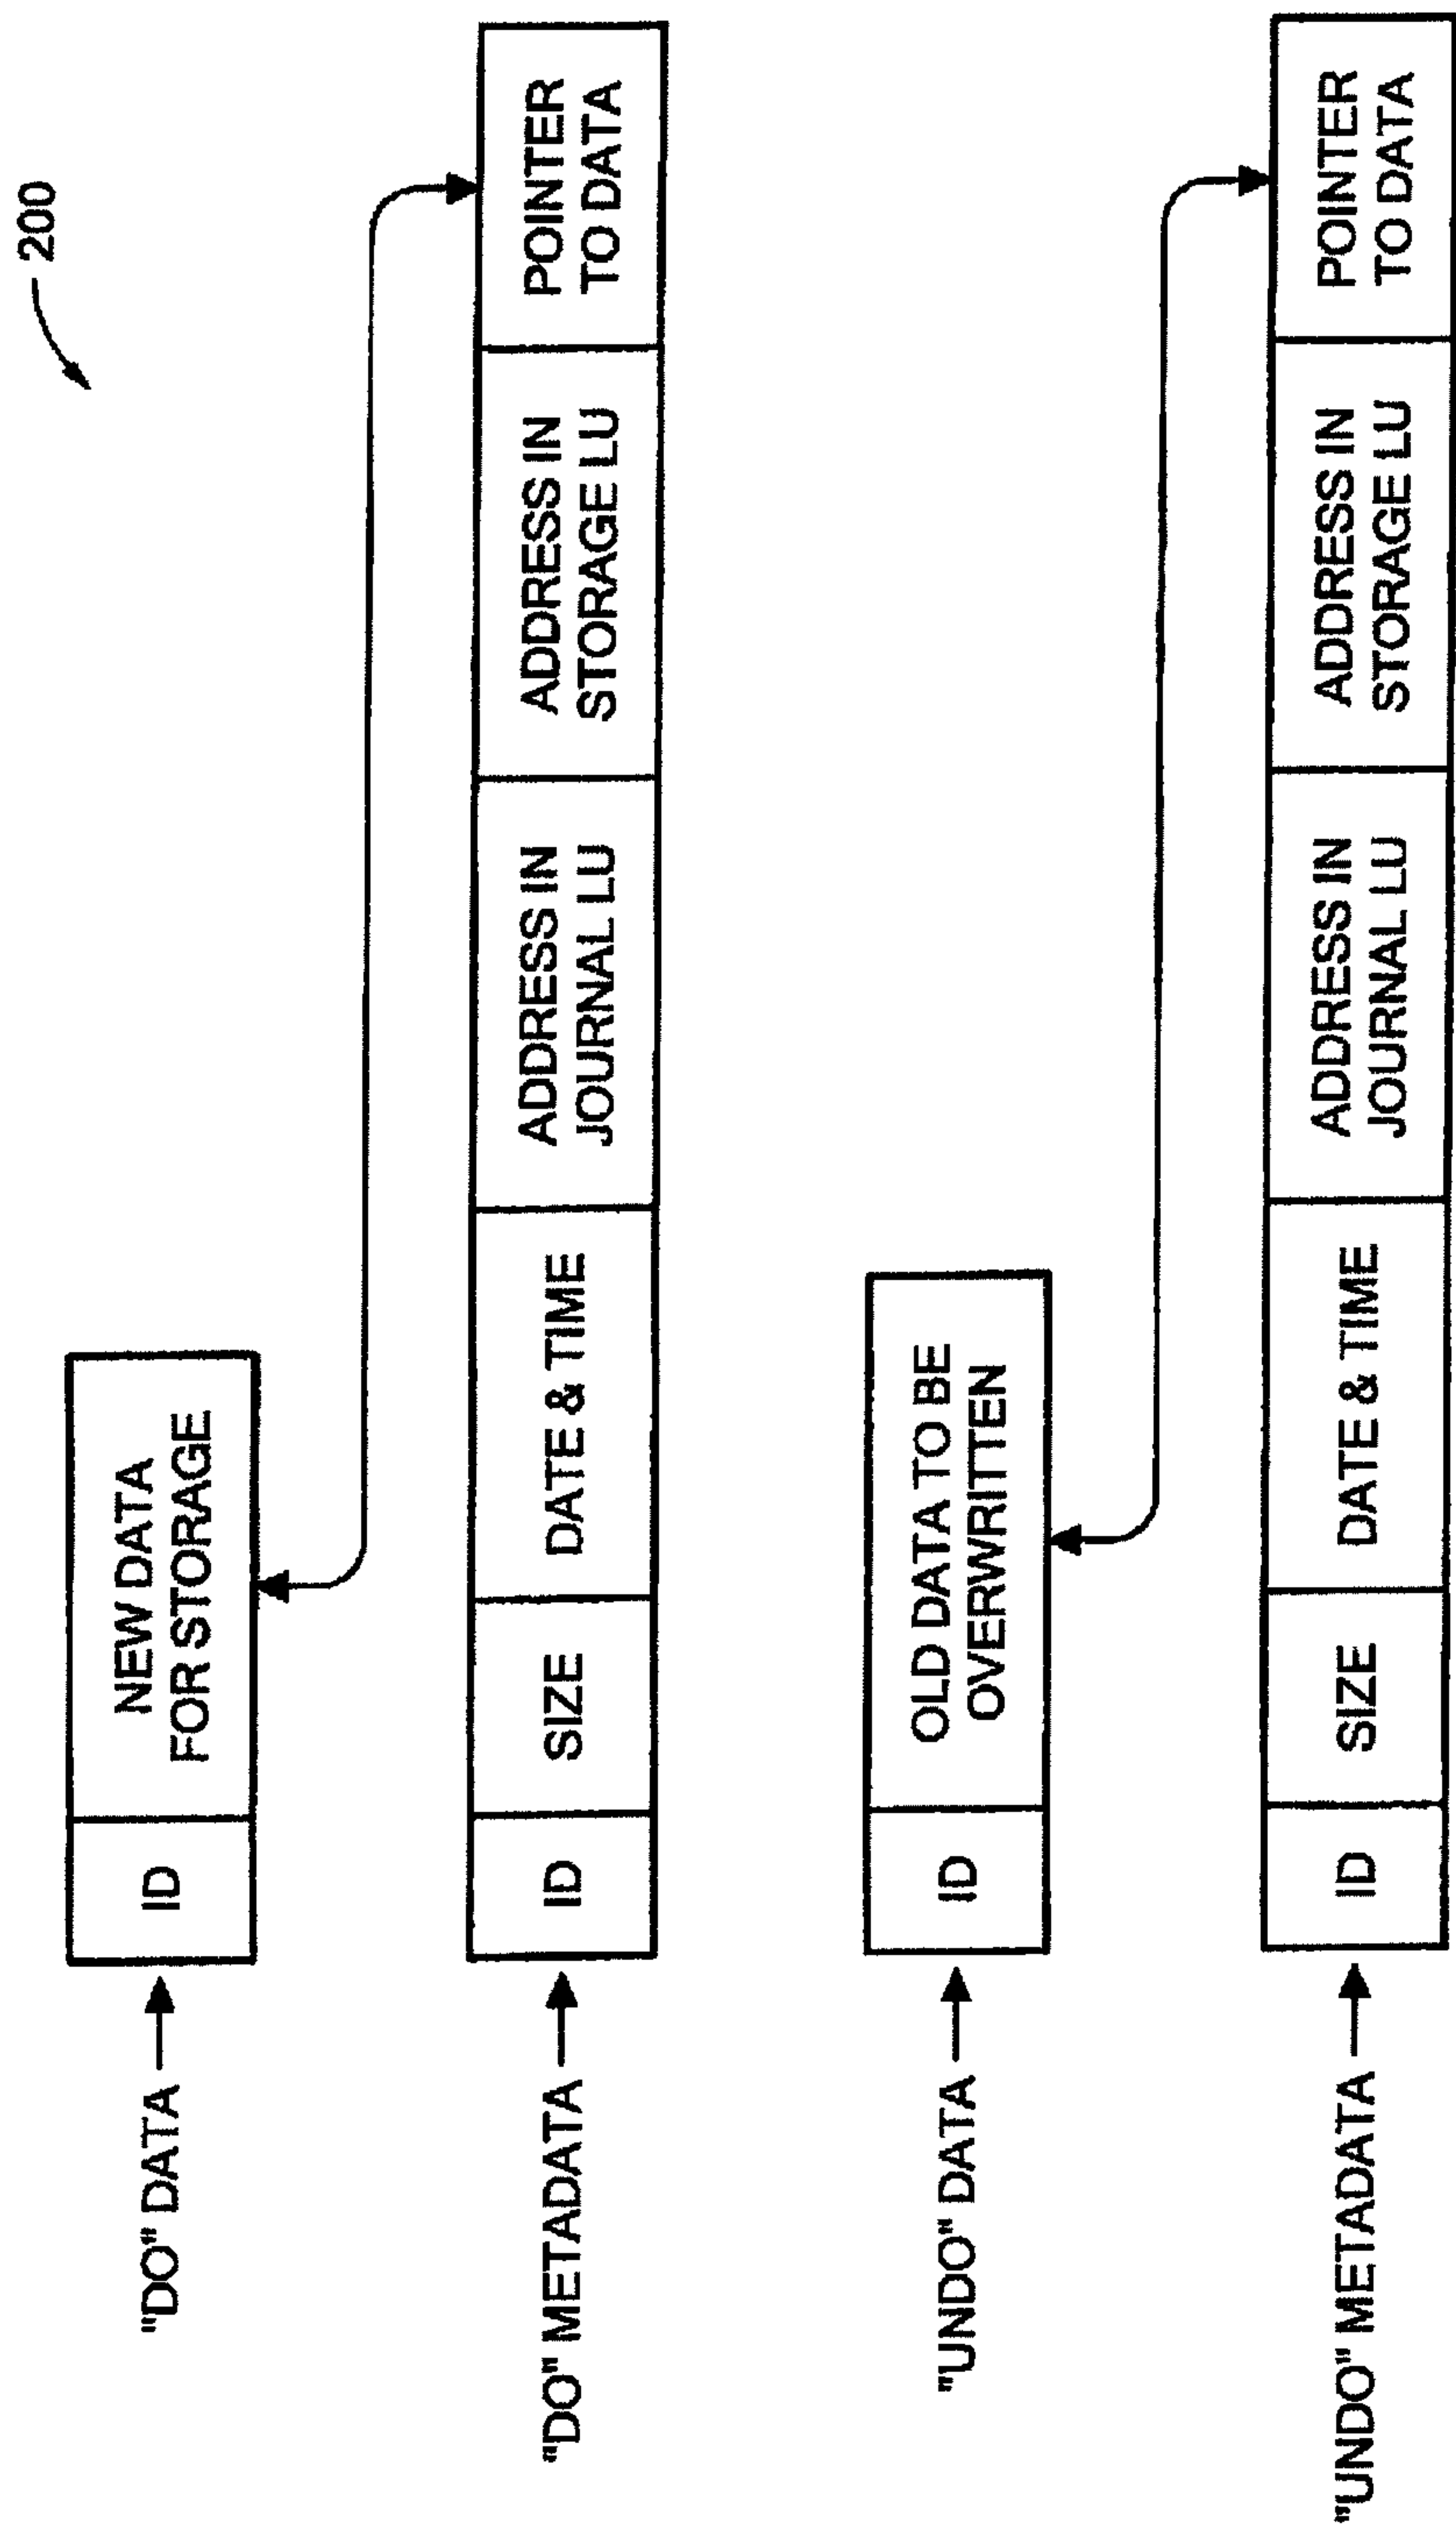 200
"DO" DATA
ID
NEW DATA
FOR STORAGE
"DO" METADATA
ID
SIZE
DATE & TIME
ADDRESS IN
JOURNAL LU
ADDRESS IN
STORAGE LU
POINTER
TO DATA
"UNDO" DATA
ID
OLD DATA TO BE
OVERWRITTEN
"UNDO" METADATA
ID
SIZE
DATE & TIME
ADDRESS IN
JOURNAL LU
ADDRESS IN
STORAGE LU
POINTER
TO DATA